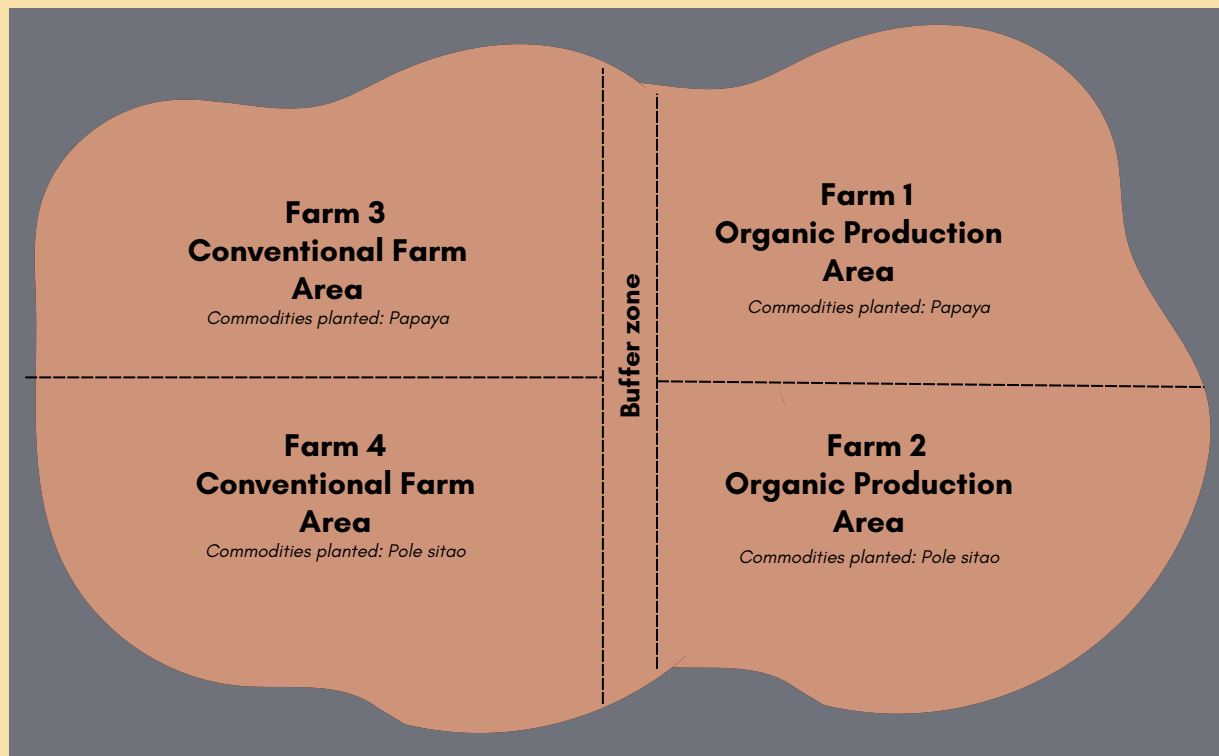 Farm 3
Conventional Farm
Area
Commodities planted: Papaya
Farm 1
Organic Production
Area
Commodities planted: Papaya
Buffer zone
Farm 4
Conventional Farm
Area
Commodities planted: Pole sitao
Farm 2
Organic Production
Area
Commodities planted: Pole sitao